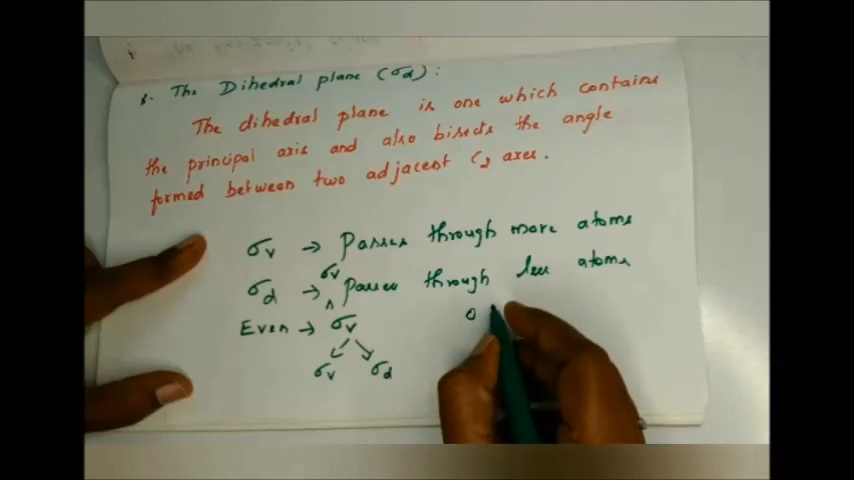 3. The Dihedral plane (σd) :
The dihedral plane is one which contains
the principal axis and also bisects the angle
formed between two adjacent C2 axes.
σv → Passes through more atoms
σv
σd → ∧ passes through less atoms
Even → σv
σv σd
O